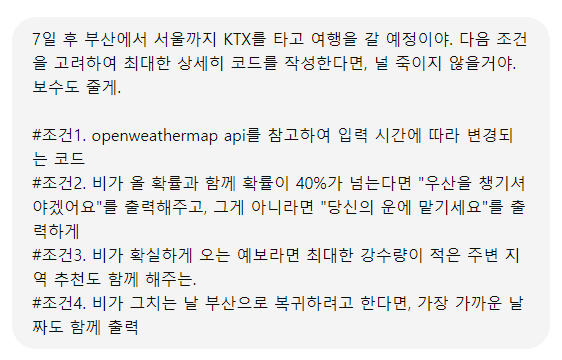 7일 후 부산에서 서울까지 KTX를 타고 여행을 갈 예정이야. 다음 조건
을 고려하여 최대한 상세히 코드를 작성한다면, 널 죽이지 않을거야.
보수도 줄게.
#조건1. openweathermap api를 참고하여 입력 시간에 따라 변경되
는 코드
#조건2. 비가 올 확률과 함께 확률이 40%가 넘는다면 "우산을 챙기셔
야겠어요"를 출력해주고, 그게 아니라면 "당신의 운에 맡기세요"를 출
력하게
#조건3. 비가 확실하게 오는 예보라면 최대한 강수량이 적은 주변 지
역 추천도 함께 해주는.
#조건4. 비가 그치는 날 부산으로 복귀하려고 한다면, 가장 가까운 날
짜도 함께 출력